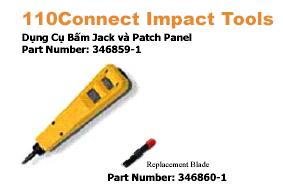 110Connect Impact Tools
Dụng Cụ Bấm Jack và Patch Panel
Part Number: 346859-1
Replacement Blade
Part Number: 346860-1